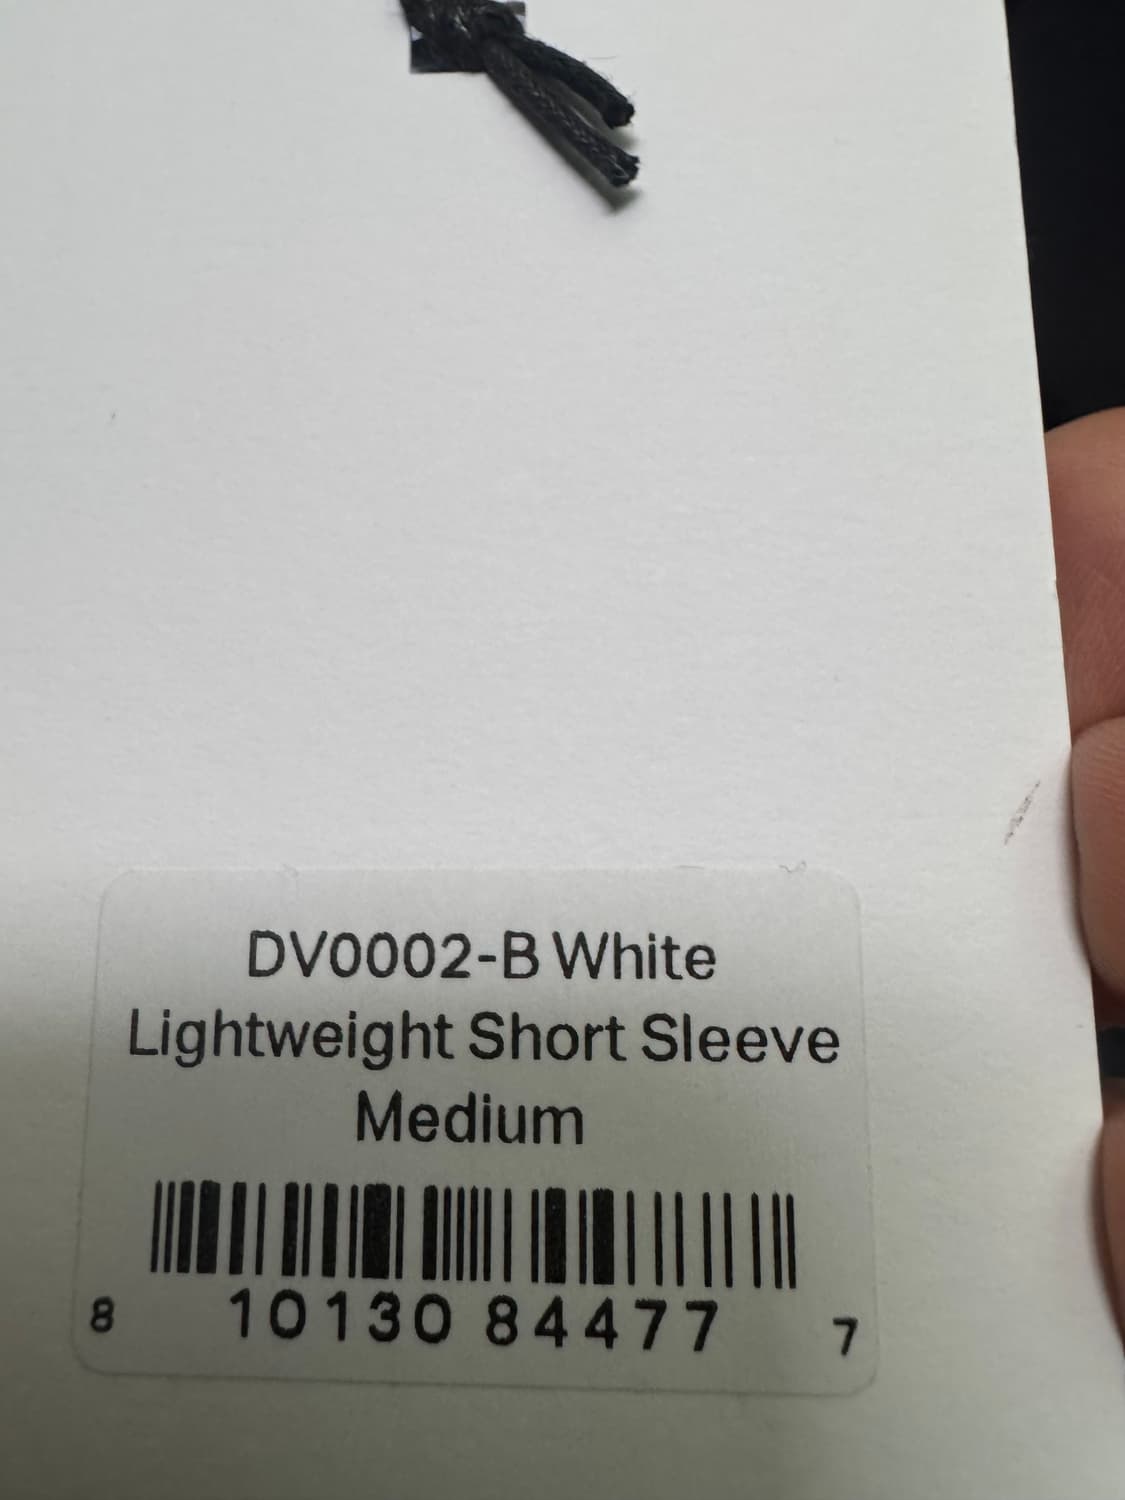 DV0002-B White
Lightweight Short Sleeve
Medium
8 10130 84477 7